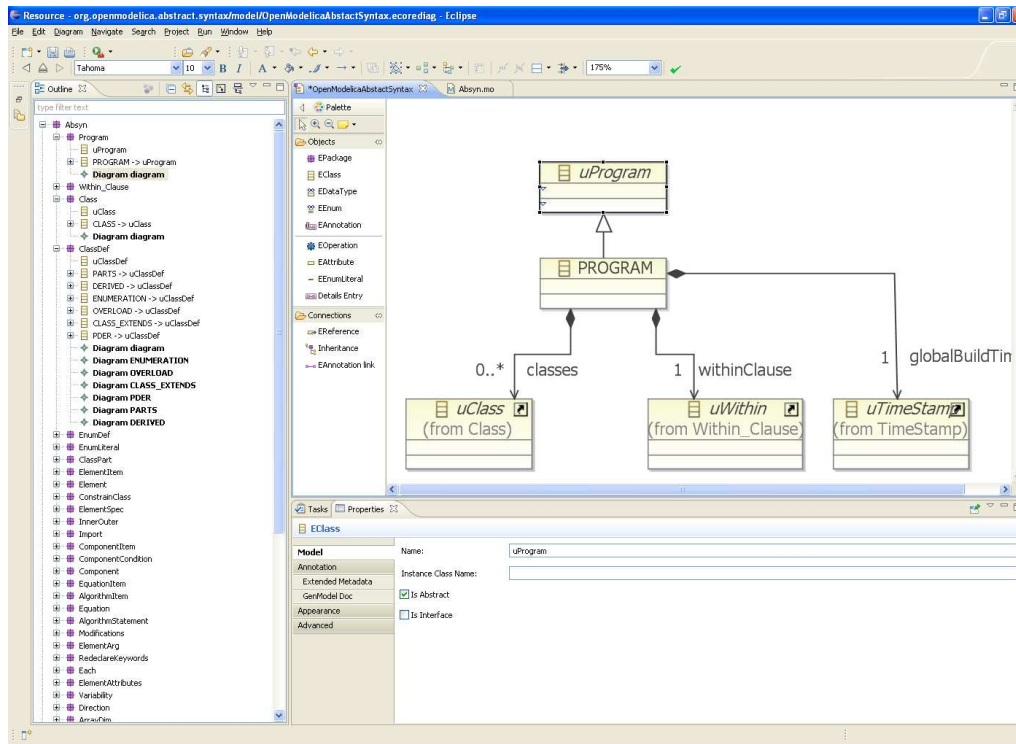 Resource - org.openmodelica.abstract.syntax/model/OpenModelicaAbstactSyntax.ecorediag - Eclipse
File Edit Diagram Navigate Search Project Run Window Help
Tahoma 10 B I A 175%
Outline
type filter text
Absyn
Program
uProgram
PROGRAM -> uProgram
Diagram diagram
Within_Clause
Class
uClass
CLASS -> uClass
Diagram diagram
ClassDef
uClassDef
PARTS -> uClassDef
DERIVED -> uClassDef
ENUMERATION -> uClassDef
OVERLOAD -> uClassDef
CLASS_EXTENDS -> uClassDef
PDER -> uClassDef
Diagram diagram
Diagram ENUMERATION
Diagram OVERLOAD
Diagram CLASS_EXTENDS
Diagram PDER
Diagram PARTS
Diagram DERIVED
EnumDef
EnumLiteral
ClassPart
ElementItem
Element
ConstrainClass
ElementSpec
InnerOuter
Import
ComponentItem
ComponentCondition
Component
EquationItem
AlgorithmItem
Equation
AlgorithmStatement
Modifications
ElementArg
RedeclareKeywords
Each
ElementAttributes
Variability
Direction
ArrayDim
*OpenModelicaAbstactSyntax Absyn.mo
Palette
Objects
EPackage
EClass
EDataType
EEnum
EAnnotation
EOperation
EAttribute
EEnumLiteral
Details Entry
Connections
EReference
Inheritance
EAnnotation link
uProgram
PROGRAM
0..* classes
1 withinClause
1 globalBuildTim
uClass
(from Class)
uWithin
(from Within_Clause)
uTimeStamp
(from TimeStamp)
Tasks Properties
EClass
Model
Annotation
Extended Metadata
GenModel Doc
Appearance
Advanced
Name: uProgram
Instance Class Name:
Is Abstract
Is Interface